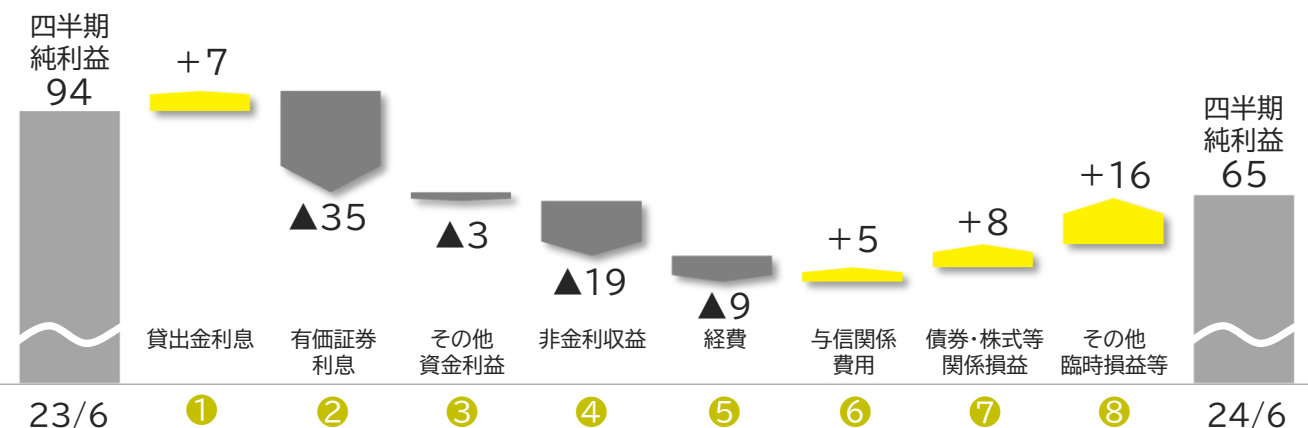 四半期
純利益
94
+7
▲35
▲3
▲19
▲9
+5
+8
+16
四半期
純利益
65
貸出金利息
有価証券
利息
その他
資金利益
非金利収益
経費
与信関係
費用
債券・株式等
関係損益
その他
臨時損益等
23/6
❶
❷
❸
❹
❺
❻
❼
❽
24/6